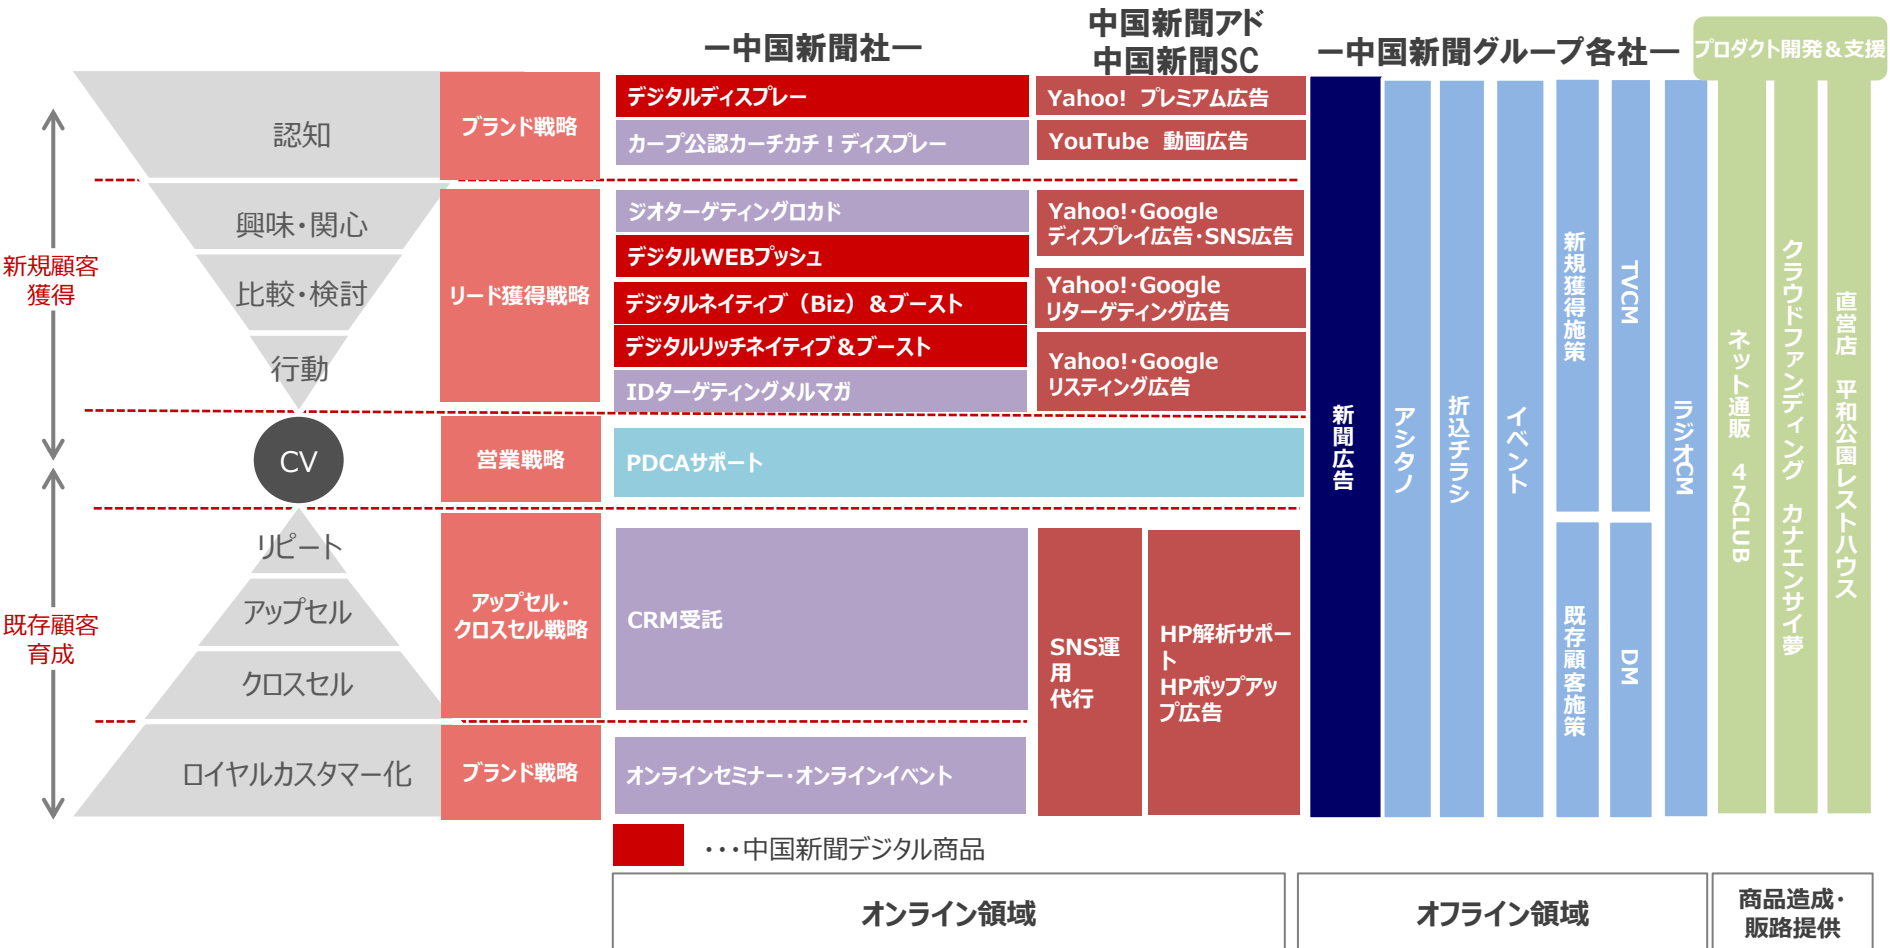 ー中国新聞社ー
中国新聞アド
中国新聞SC
ー中国新聞グループ各社ー
プロダクト開発&支援
新規顧客
獲得
既存顧客
育成
認知
興味・関心
比較・検討
行動
CV
リピート
アップセル
クロスセル
ロイヤルカスタマー化
ブランド戦略
リード獲得戦略
営業戦略
アップセル・
クロスセル戦略
ブランド戦略
デジタルディスプレー
カープ公認カーチカチ！ディスプレー
ジオターゲティングロカド
デジタルWEBプッシュ
デジタルネイティブ（Biz）&ブースト
デジタルリッチネイティブ&ブースト
IDターゲティングメルマガ
PDCAサポート
CRM受託
オンラインセミナー・オンラインイベント
Yahoo! プレミアム広告
YouTube 動画広告
Yahoo!・Google
ディスプレイ広告・SNS広告
Yahoo!・Google
リターゲティング広告
Yahoo!・Google
リスティング広告
SNS運
用
代行
HP解析サポー
ト
HPポップアッ
プ広告
新聞広告
アシタノ
折込チラシ
イベント
新規獲得施策
既存顧客施策
TVCM
DM
ラジオCM
ネット通販 47CLUB
クラウドファンディング カナエンサイ夢
直営店 平和公園レストハウス
・・・中国新聞デジタル商品
オンライン領域
オフライン領域
商品造成・
販路提供